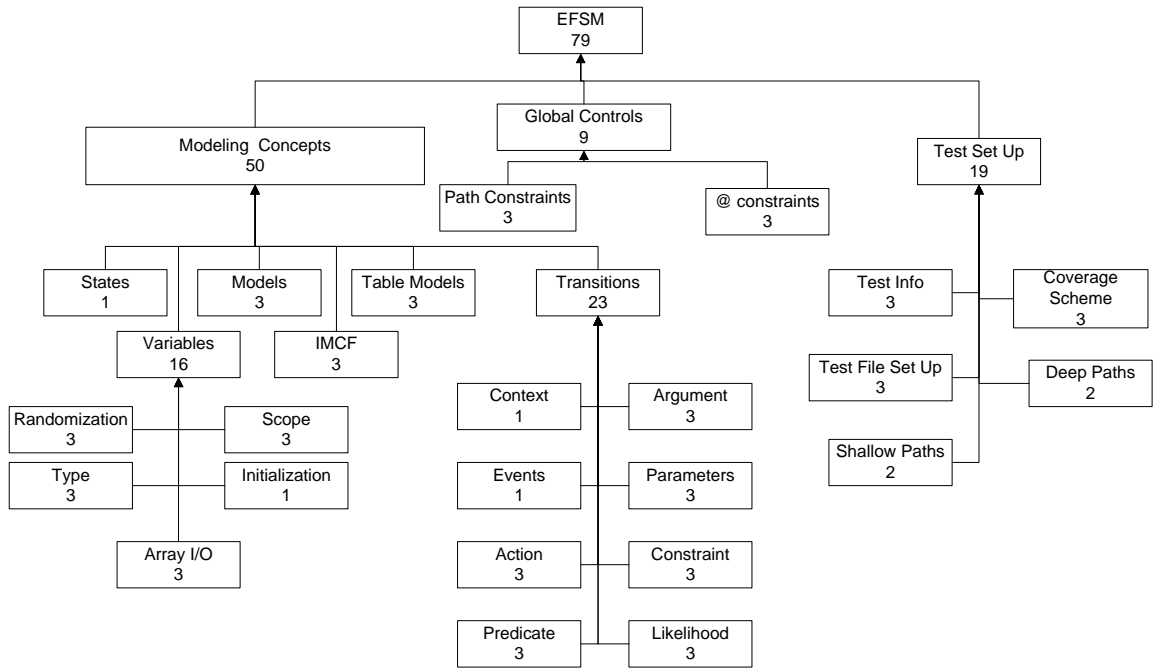 EFSM
79
Global Controls
9
Modeling Concepts
50
Test Set Up
19
Path Constraints
3
@ constraints
3
States
1
Models
3
Table Models
3
Transitions
23
Test Info
3
Coverage
Scheme
3
Variables
16
IMCF
3
Test File Set Up
3
Deep Paths
2
Context
1
Argument
3
Randomization
3
Scope
3
Shallow Paths
2
Type
3
Initialization
1
Events
1
Parameters
3
Array I/O
3
Action
3
Constraint
3
Predicate
3
Likelihood
3